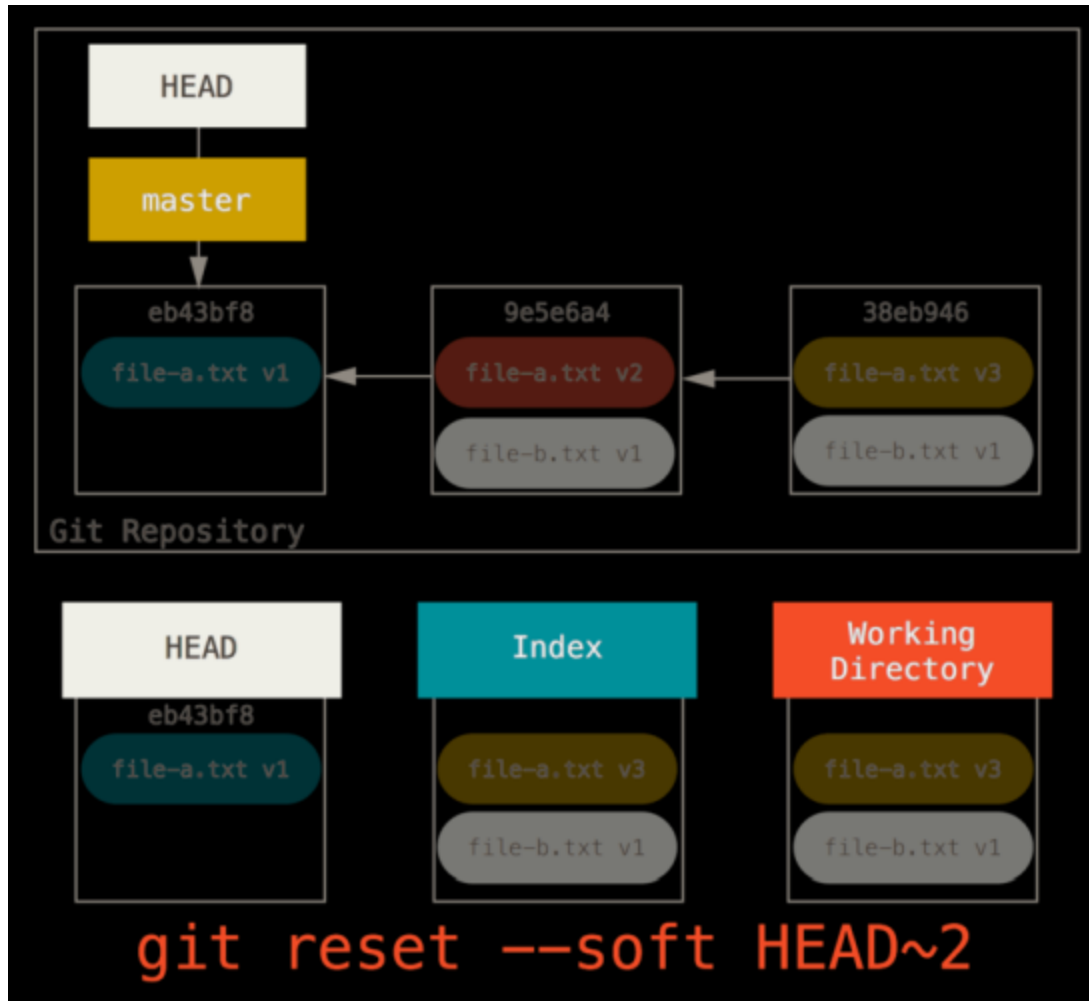 HEAD
master
eb43bf8 9e5e6a4 38eb946
file-a.txt v1 file-a.txt v2 file-a.txt v3
file-b.txt v1 file-b.txt v1
Git Repository
HEAD Index Working
Directory
eb43bf8
file-a.txt v1 file-a.txt v3 file-a.txt v3
file-b.txt v1 file-b.txt v1
git reset --soft HEAD~2